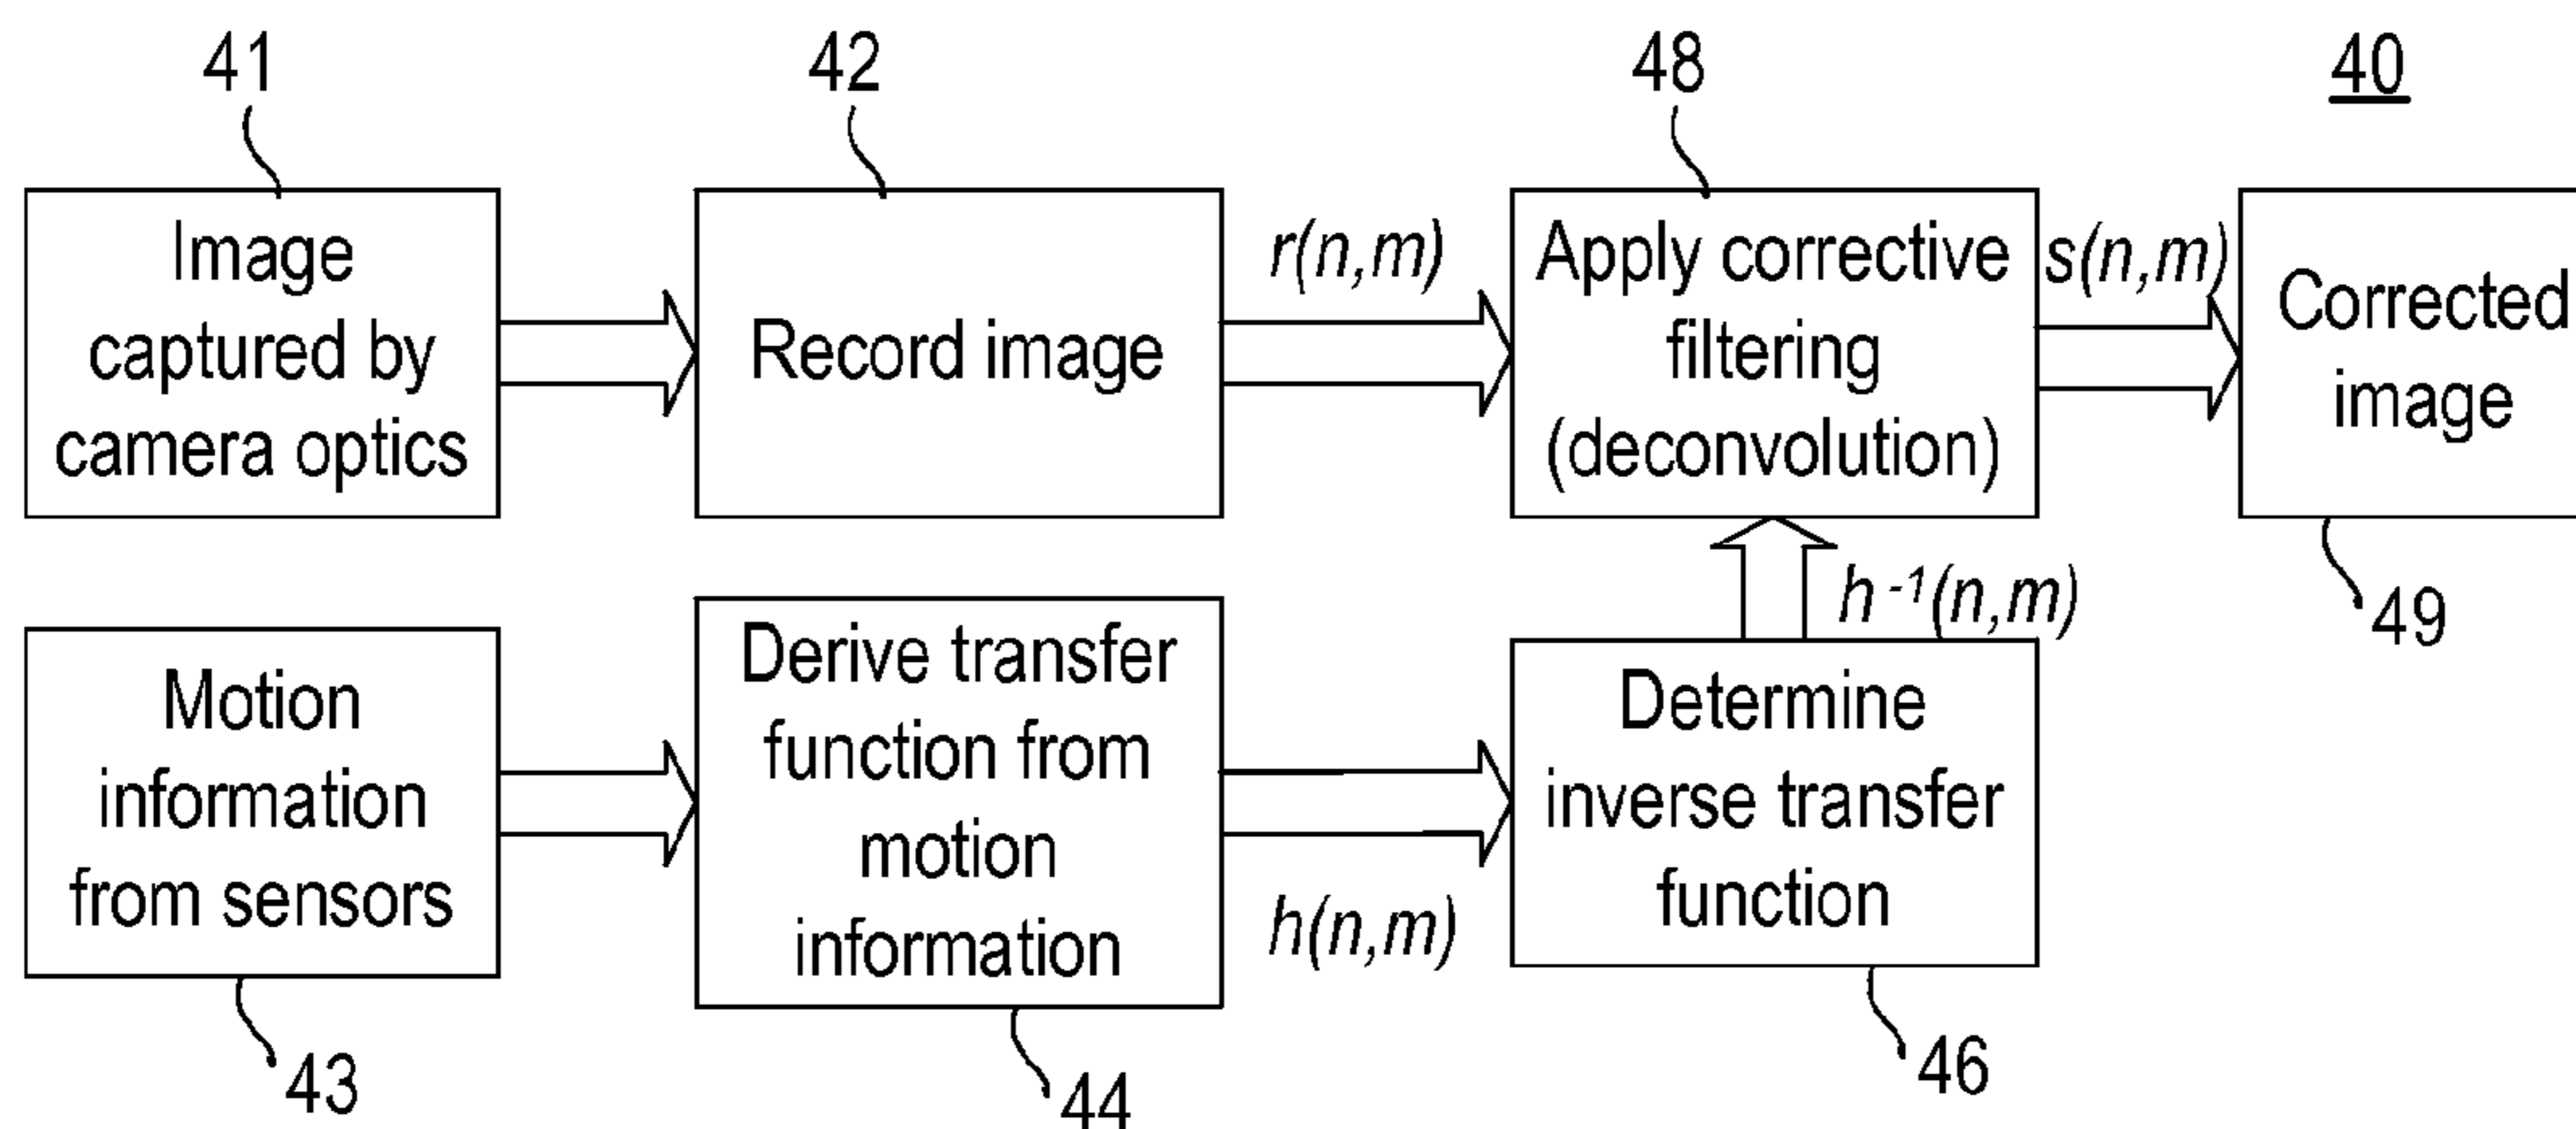 41
42
48
40
Image
captured by
camera optics
Record image
r(n,m)
Apply corrective
filtering
(deconvolution)
s(n,m)
Corrected
image
49
Motion
information
from sensors
43
Derive transfer
function from
motion
information
44
h(n,m)
Determine
inverse transfer
function
46
h⁻¹(n,m)